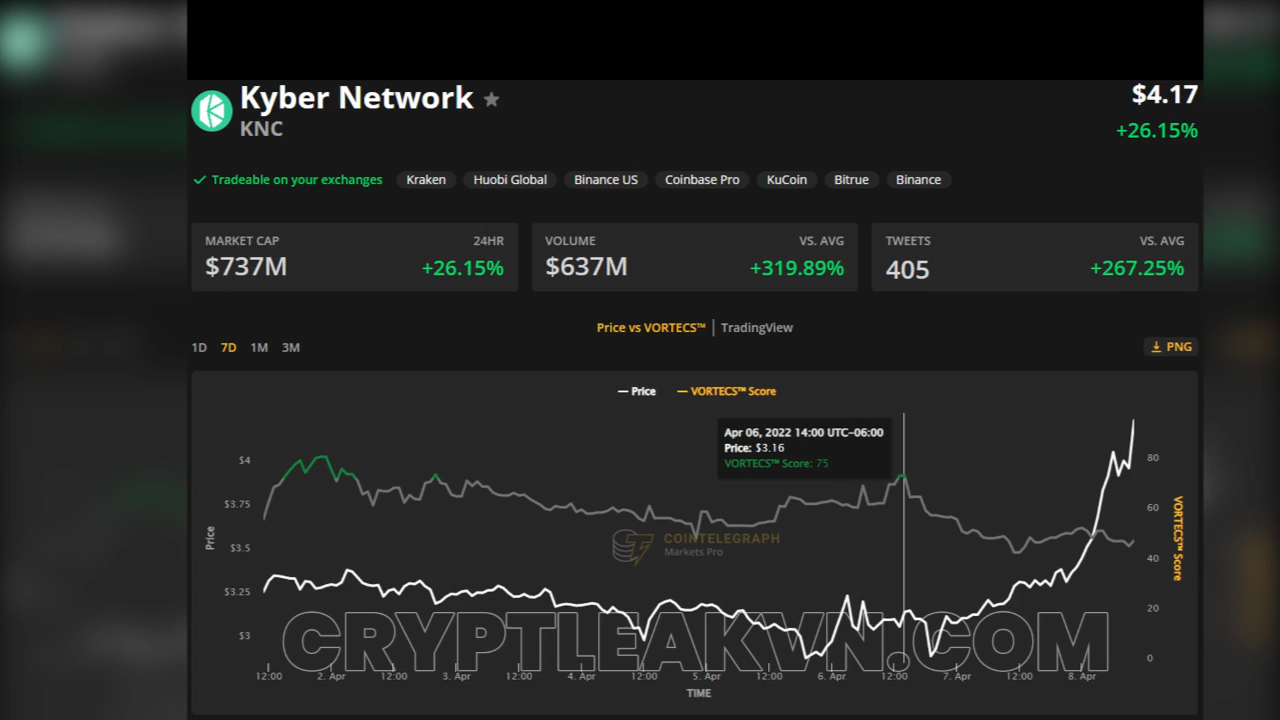 Kyber Network
KNC
$4.17
+26.15%
Tradeable on your exchanges Kraken Huobi Global Binance US Coinbase Pro KuCoin Bitrue Binance
MARKET CAP 24HR
$737M +26.15%
VOLUME VS. AVG
$637M +319.89%
TWEETS VS. AVG
405 +267.25%
Price vs VORTECS™ | TradingView
1D 7D 1M 3M
PNG
Price VORTECS™ Score
Apr 06, 2022 14:00 UTC-06:00
Price: $3.16
VORTECS™ Score: 75
$4
$3.75
$3.5
$3.25
$3
Price
80
60
40
20
0
VORTECS™ Score
COINTELEGRAPH
Markets Pro
CRYPTLEAKVN.COM
12:00 2. Apr 12:00 3. Apr 12:00 4. Apr 12:00 5. Apr 12:00 6. Apr 12:00 7. Apr 12:00 8. Apr
TIME